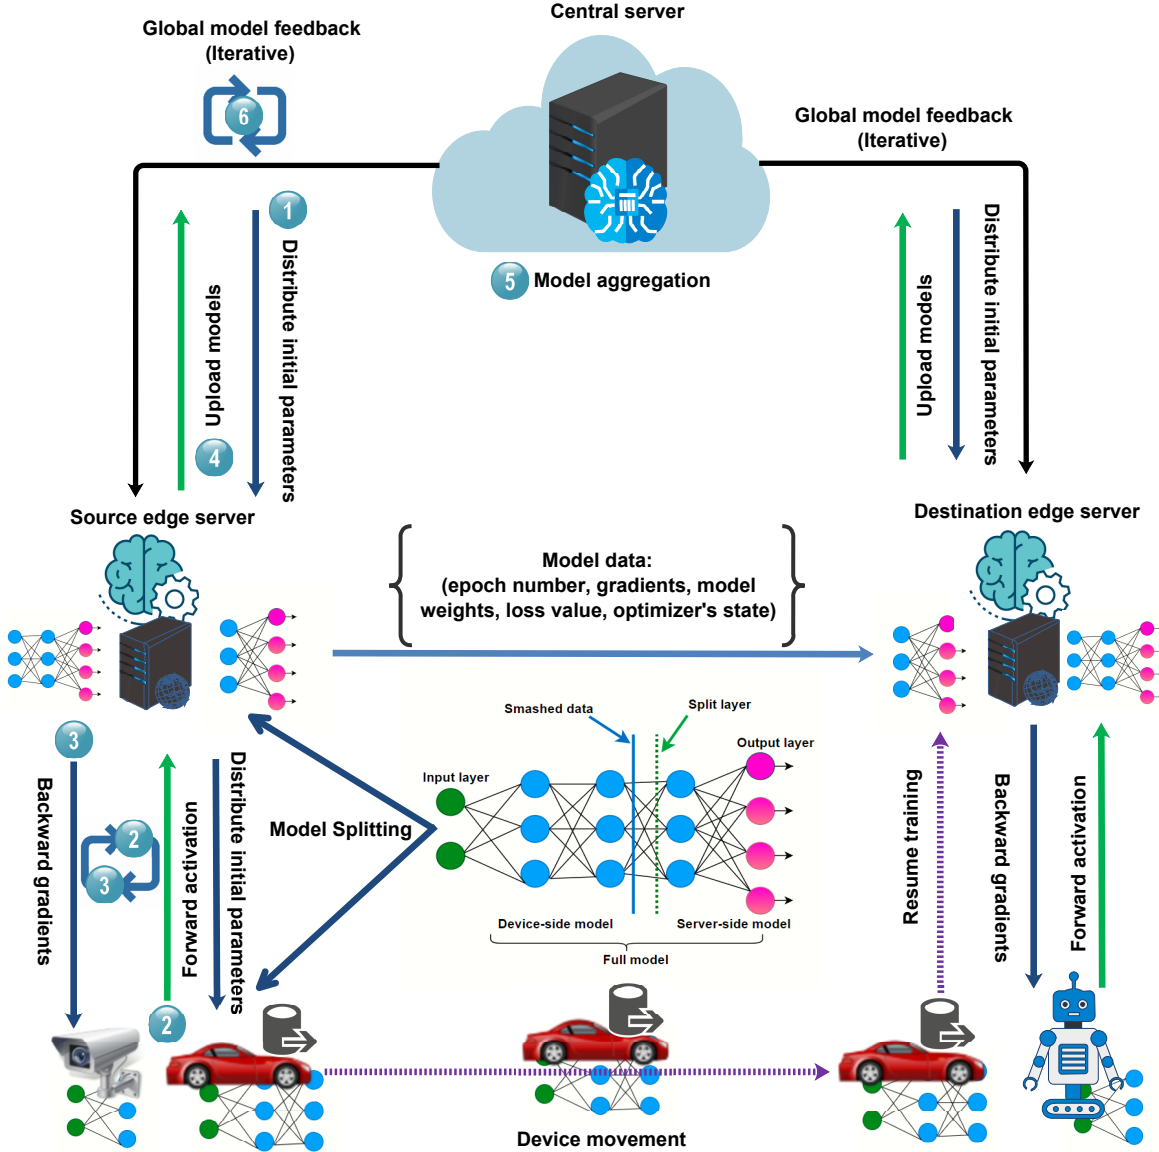 Central server
Global model feedback
(Iterative)
6
Global model feedback
(Iterative)
1
Distribute initial parameters
Upload models
4
5 Model aggregation
Upload models
Distribute initial parameters
Source edge server
Destination edge server
Model data:
(epoch number, gradients, model
weights, loss value, optimizer's state)
3
Backward gradients
2
3
Forward activation
2
Distribute initial parameters
Model Splitting
Smashed data
Split layer
Input layer
Output layer
Device-side model
Server-side model
Full model
Resume training
Backward gradients
Forward activation
Device movement